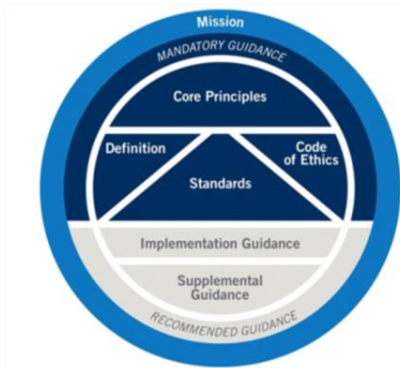 Mission
MANDATORY GUIDANCE
Core Principles
Definition
Code
of Ethics
Standards
Implementation Guidance
Supplemental
Guidance
RECOMMENDED GUIDANCE